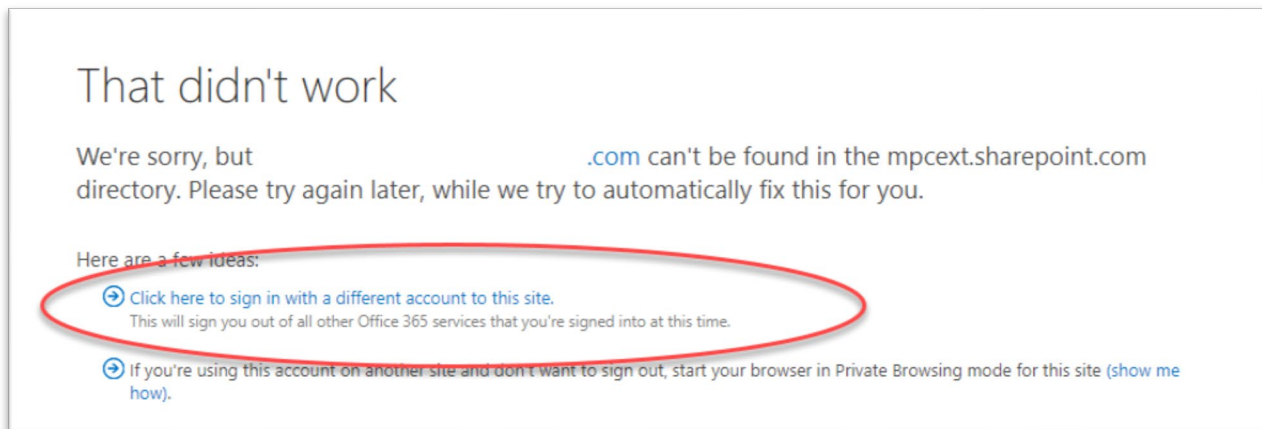 That didn't work
We're sorry, but .com can't be found in the mpcext.sharepoint.com
directory. Please try again later, while we try to automatically fix this for you.
Here are a few ideas:
Click here to sign in with a different account to this site.
This will sign you out of all other Office 365 services that you're signed into at this time.
If you're using this account on another site and don't want to sign out, start your browser in Private Browsing mode for this site (show me
how).